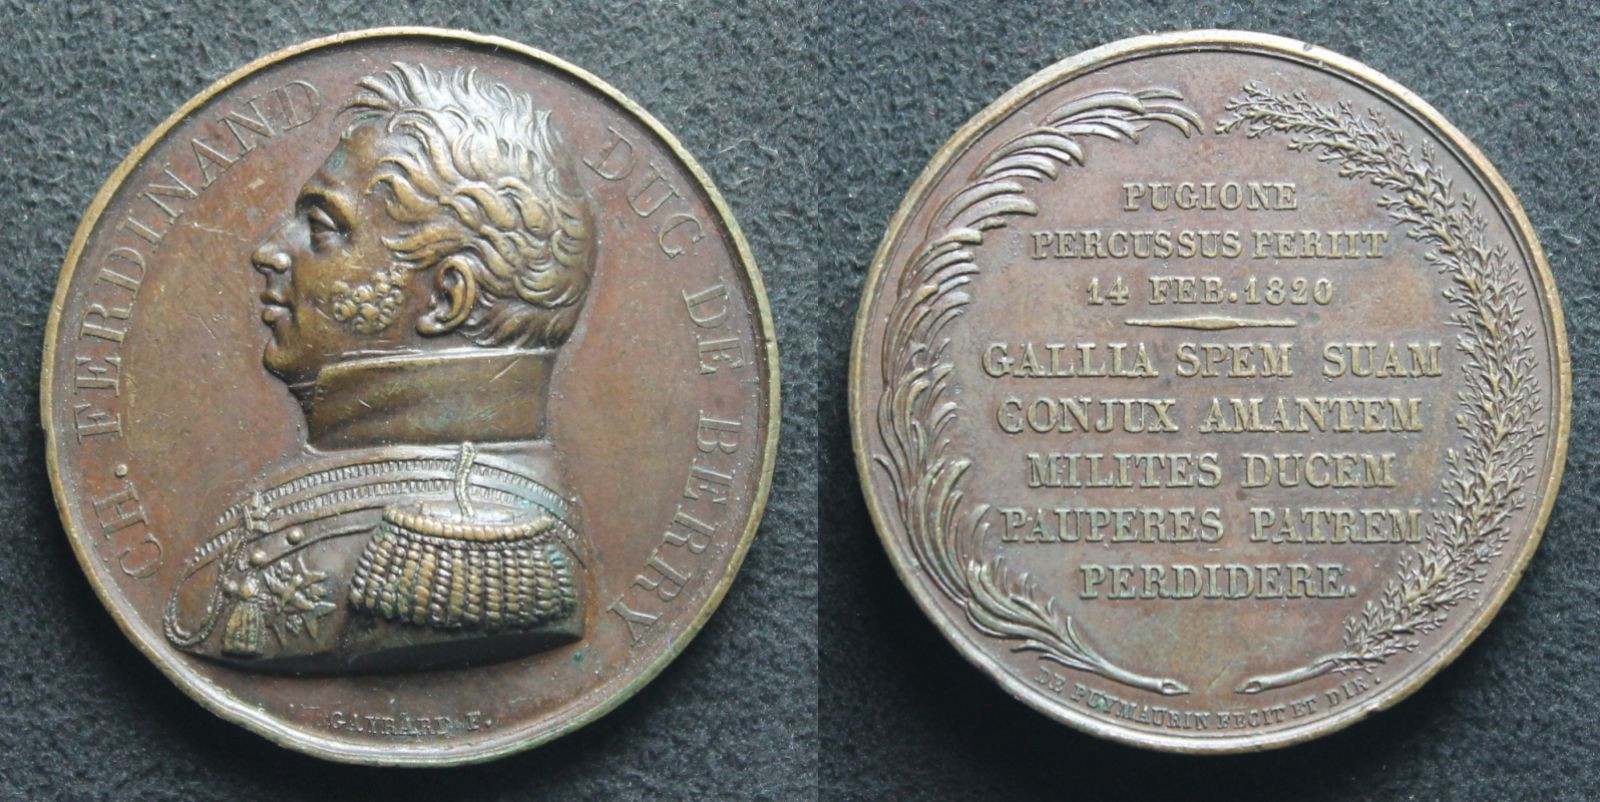 CH. FERDINAND DUC DE BERRY
GAYRARD F.
PUGIONE
PERCUSSUS PERIIT
14 FEB. 1820
GALLIA SPEM SUAM
CONJUX AMANTEM
MILITES DUCEM
PAUPERES PATREM
PERDIDERE.
DE PUYMAURIN FECIT ET DIR.